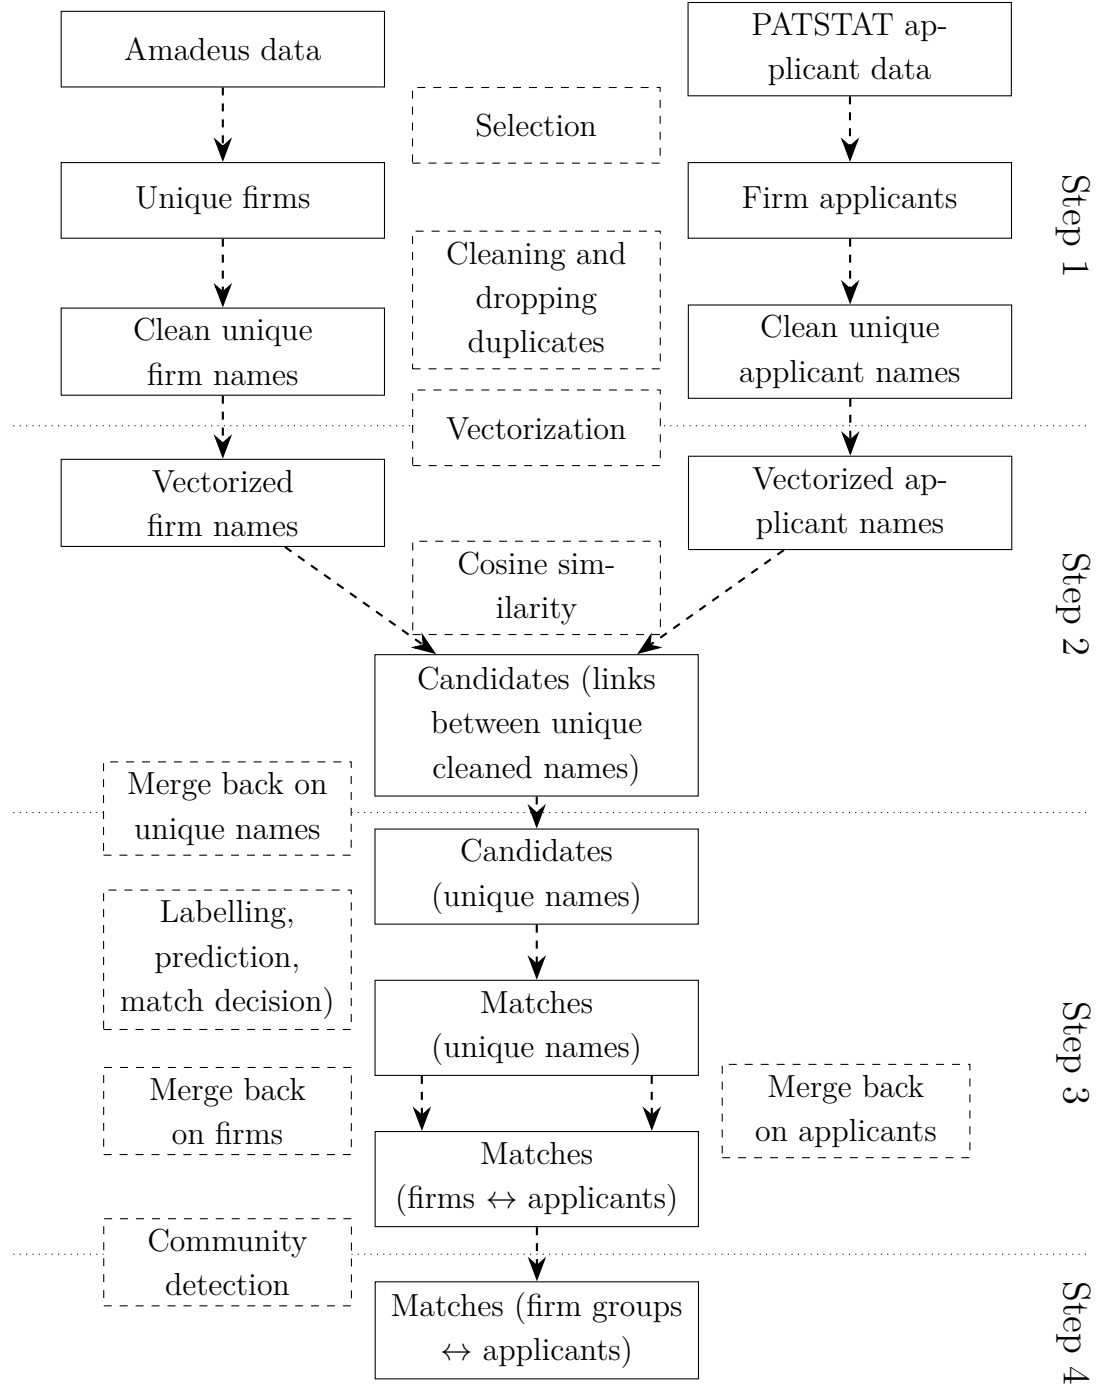 Amadeus data
PATSTAT ap-
plicant data
Selection
Unique firms
Firm applicants
Step 1
Cleaning and
dropping
duplicates
Clean unique
firm names
Clean unique
applicant names
Vectorization
Vectorized
firm names
Vectorized ap-
plicant names
Cosine sim-
ilarity
Step 2
Candidates (links
between unique
cleaned names)
Merge back on
unique names
Candidates
(unique names)
Labelling,
prediction,
match decision)
Matches
(unique names)
Step 3
Merge back
on firms
Merge back
on applicants
Matches
(firms ↔ applicants)
Community
detection
Matches (firm groups
↔ applicants)
Step 4